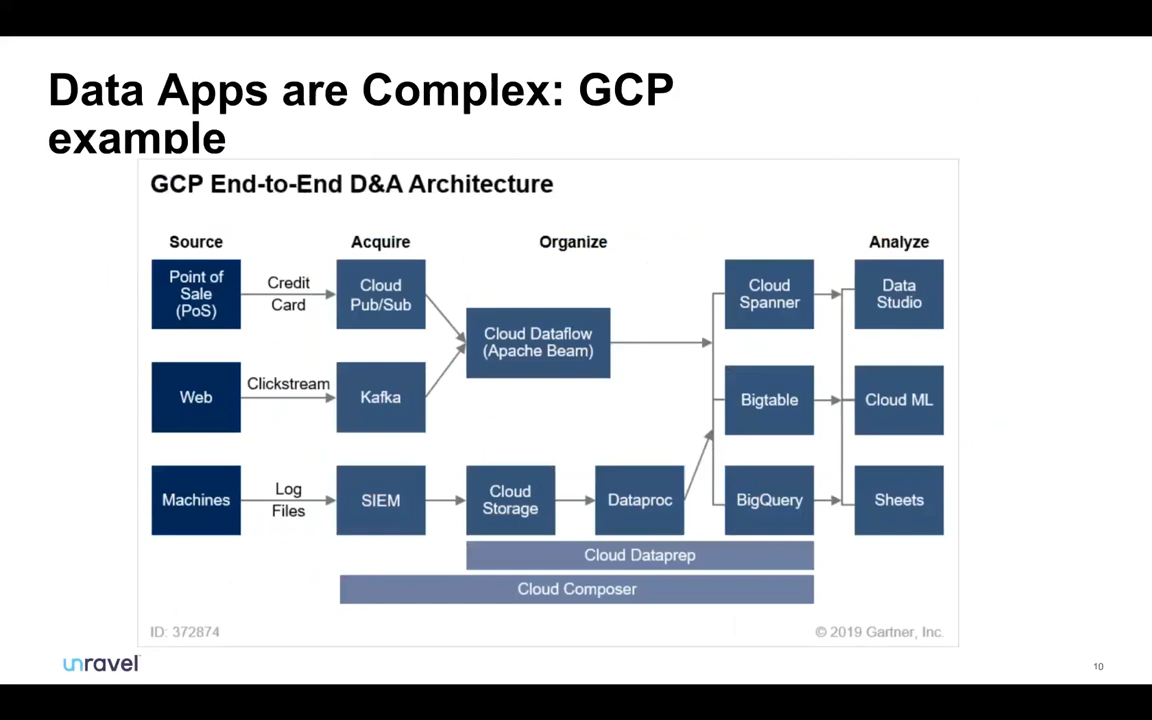 Data Apps are Complex: GCP
example
GCP End-to-End D&A Architecture
Source
Acquire
Organize
Analyze
Point of
Sale
(PoS)
Credit
Card
Cloud
Pub/Sub
Cloud Dataflow
(Apache Beam)
Cloud
Spanner
Data
Studio
Web
Clickstream
Kafka
Bigtable
Cloud ML
Machines
Log
Files
SIEM
Cloud
Storage
Dataproc
BigQuery
Sheets
Cloud Dataprep
Cloud Composer
ID: 372874
© 2019 Gartner, Inc.
unravel
10